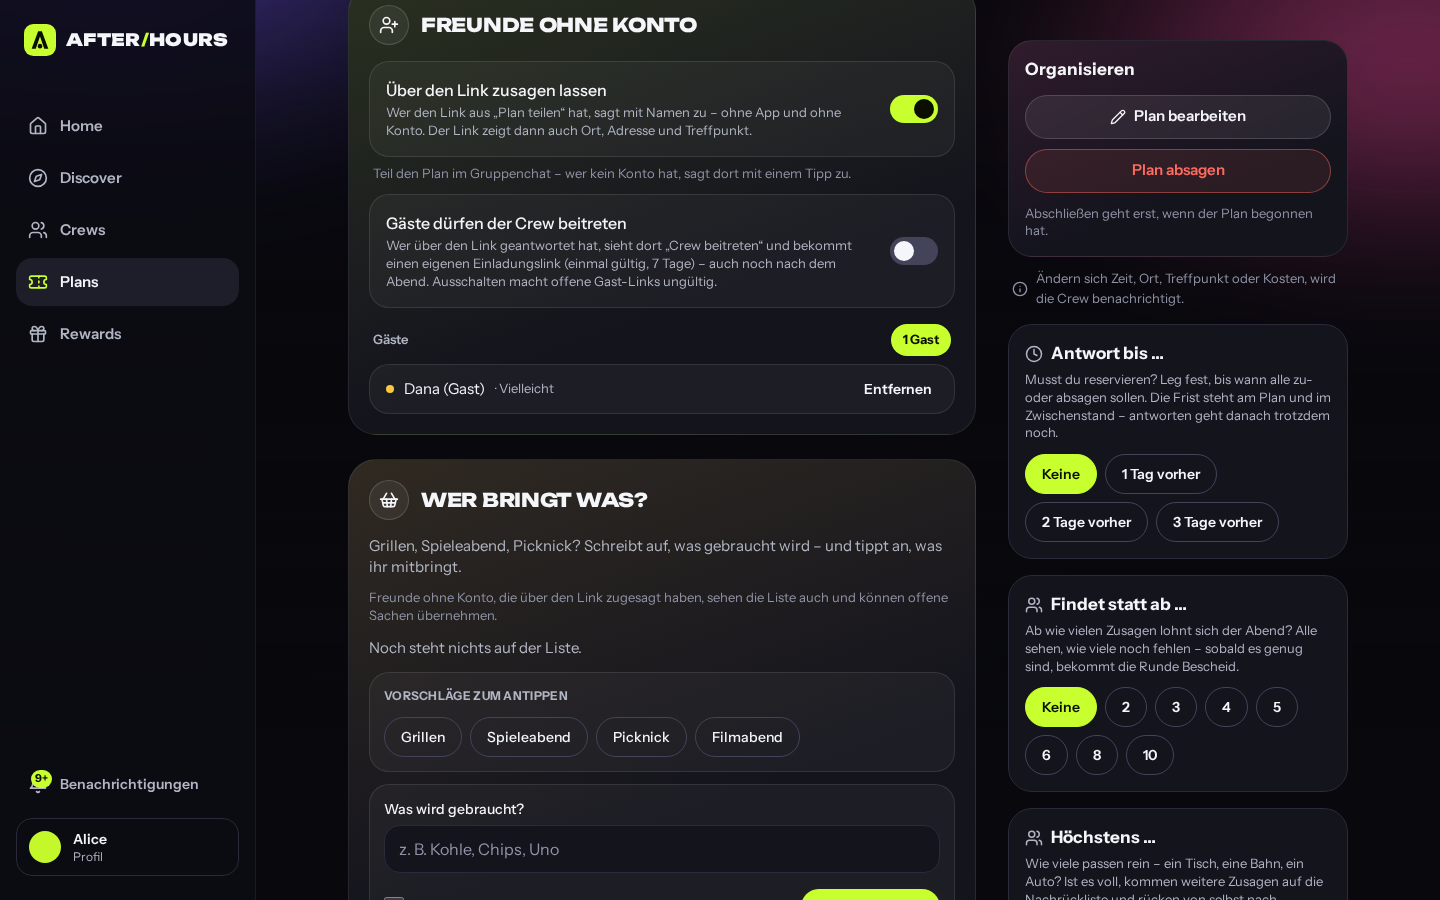 AFTER/HOURS
Home
Discover
Crews
Plans
Rewards
9+
Benachrichtigungen
Alice
Profil
FREUNDE OHNE KONTO
Über den Link zusagen lassen
Wer den Link aus „Plan teilen“ hat, sagt mit Namen zu – ohne App und ohne
Konto. Der Link zeigt dann auch Ort, Adresse und Treffpunkt.
Teil den Plan im Gruppenchat – wer kein Konto hat, sagt dort mit einem Tipp zu.
Gäste dürfen der Crew beitreten
Wer über den Link geantwortet hat, sieht dort „Crew beitreten“ und bekommt
einen eigenen Einladungslink (einmal gültig, 7 Tage) – auch noch nach dem
Abend. Ausschalten macht offene Gast-Links ungültig.
Gäste
1 Gast
Dana (Gast) · Vielleicht
Entfernen
WER BRINGT WAS?
Grillen, Spieleabend, Picknick? Schreibt auf, was gebraucht wird – und tippt an, was
ihr mitbringt.
Freunde ohne Konto, die über den Link zugesagt haben, sehen die Liste auch und können offene
Sachen übernehmen.
Noch steht nichts auf der Liste.
VORSCHLÄGE ZUM ANTIPPEN
Grillen
Spieleabend
Picknick
Filmabend
Was wird gebraucht?
z. B. Kohle, Chips, Uno
Organisieren
Plan bearbeiten
Plan absagen
Abschließen geht erst, wenn der Plan begonnen
hat.
Ändern sich Zeit, Ort, Treffpunkt oder Kosten, wird
die Crew benachrichtigt.
Antwort bis ...
Musst du reservieren? Leg fest, bis wann alle zu-
oder absagen sollen. Die Frist steht am Plan und im
Zwischenstand – antworten geht danach trotzdem
noch.
Keine
1 Tag vorher
2 Tage vorher
3 Tage vorher
Findet statt ab ...
Ab wie vielen Zusagen lohnt sich der Abend? Alle
sehen, wie viele noch fehlen – sobald es genug
sind, bekommt die Runde Bescheid.
Keine
2
3
4
5
6
8
10
Höchstens ...
Wie viele passen rein – ein Tisch, eine Bahn, ein
Auto? Ist es voll, kommen weitere Zusagen auf die
Nachrückliste und rücken von selbst nach.